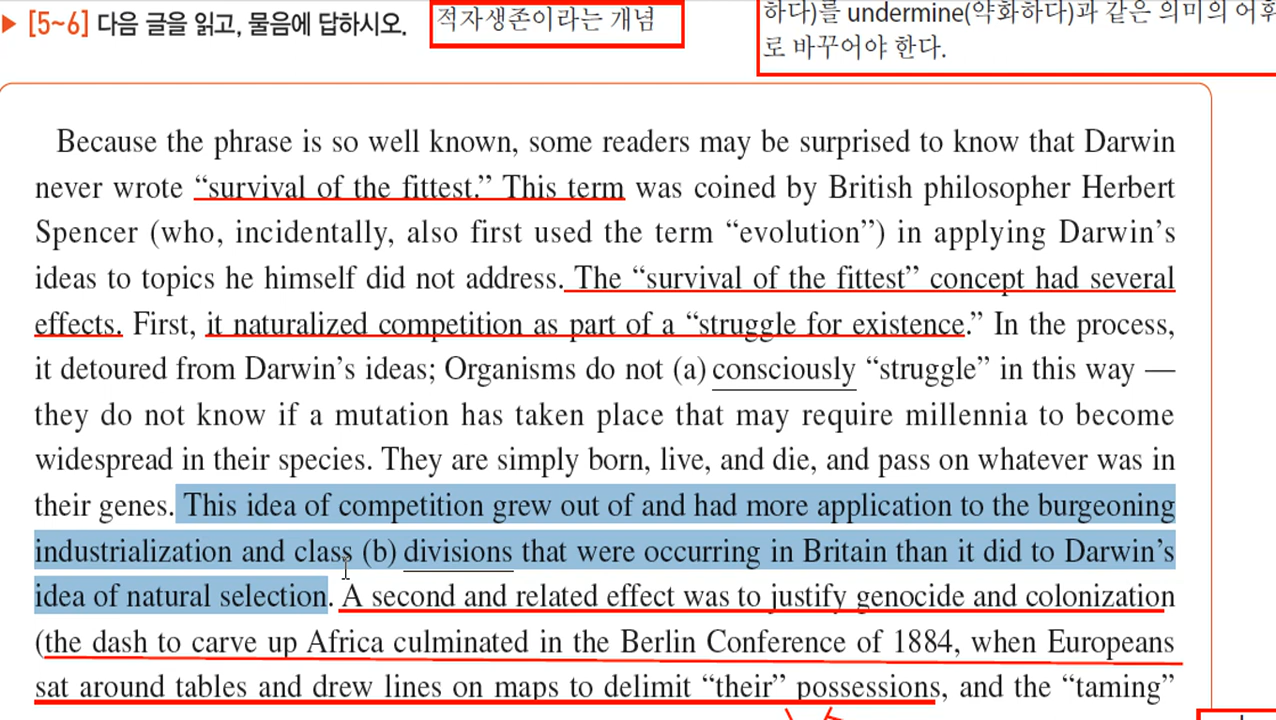 ▶ [5~6] 다음 글을 읽고, 물음에 답하시오.
적자생존이라는 개념
하다)를 undermine(약화하다)과 같은 의미의 어휘
로 바꾸어야 한다.
Because the phrase is so well known, some readers may be surprised to know that Darwin
never wrote “survival of the fittest.” This term was coined by British philosopher Herbert
Spencer (who, incidentally, also first used the term “evolution”) in applying Darwin’s
ideas to topics he himself did not address. The “survival of the fittest” concept had several
effects. First, it naturalized competition as part of a “struggle for existence.” In the process,
it detoured from Darwin’s ideas; Organisms do not (a) consciously “struggle” in this way —
they do not know if a mutation has taken place that may require millennia to become
widespread in their species. They are simply born, live, and die, and pass on whatever was in
their genes. This idea of competition grew out of and had more application to the burgeoning
industrialization and class (b) divisions that were occurring in Britain than it did to Darwin’s
idea of natural selection. A second and related effect was to justify genocide and colonization
(the dash to carve up Africa culminated in the Berlin Conference of 1884, when Europeans
sat around tables and drew lines on maps to delimit “their” possessions, and the “taming”